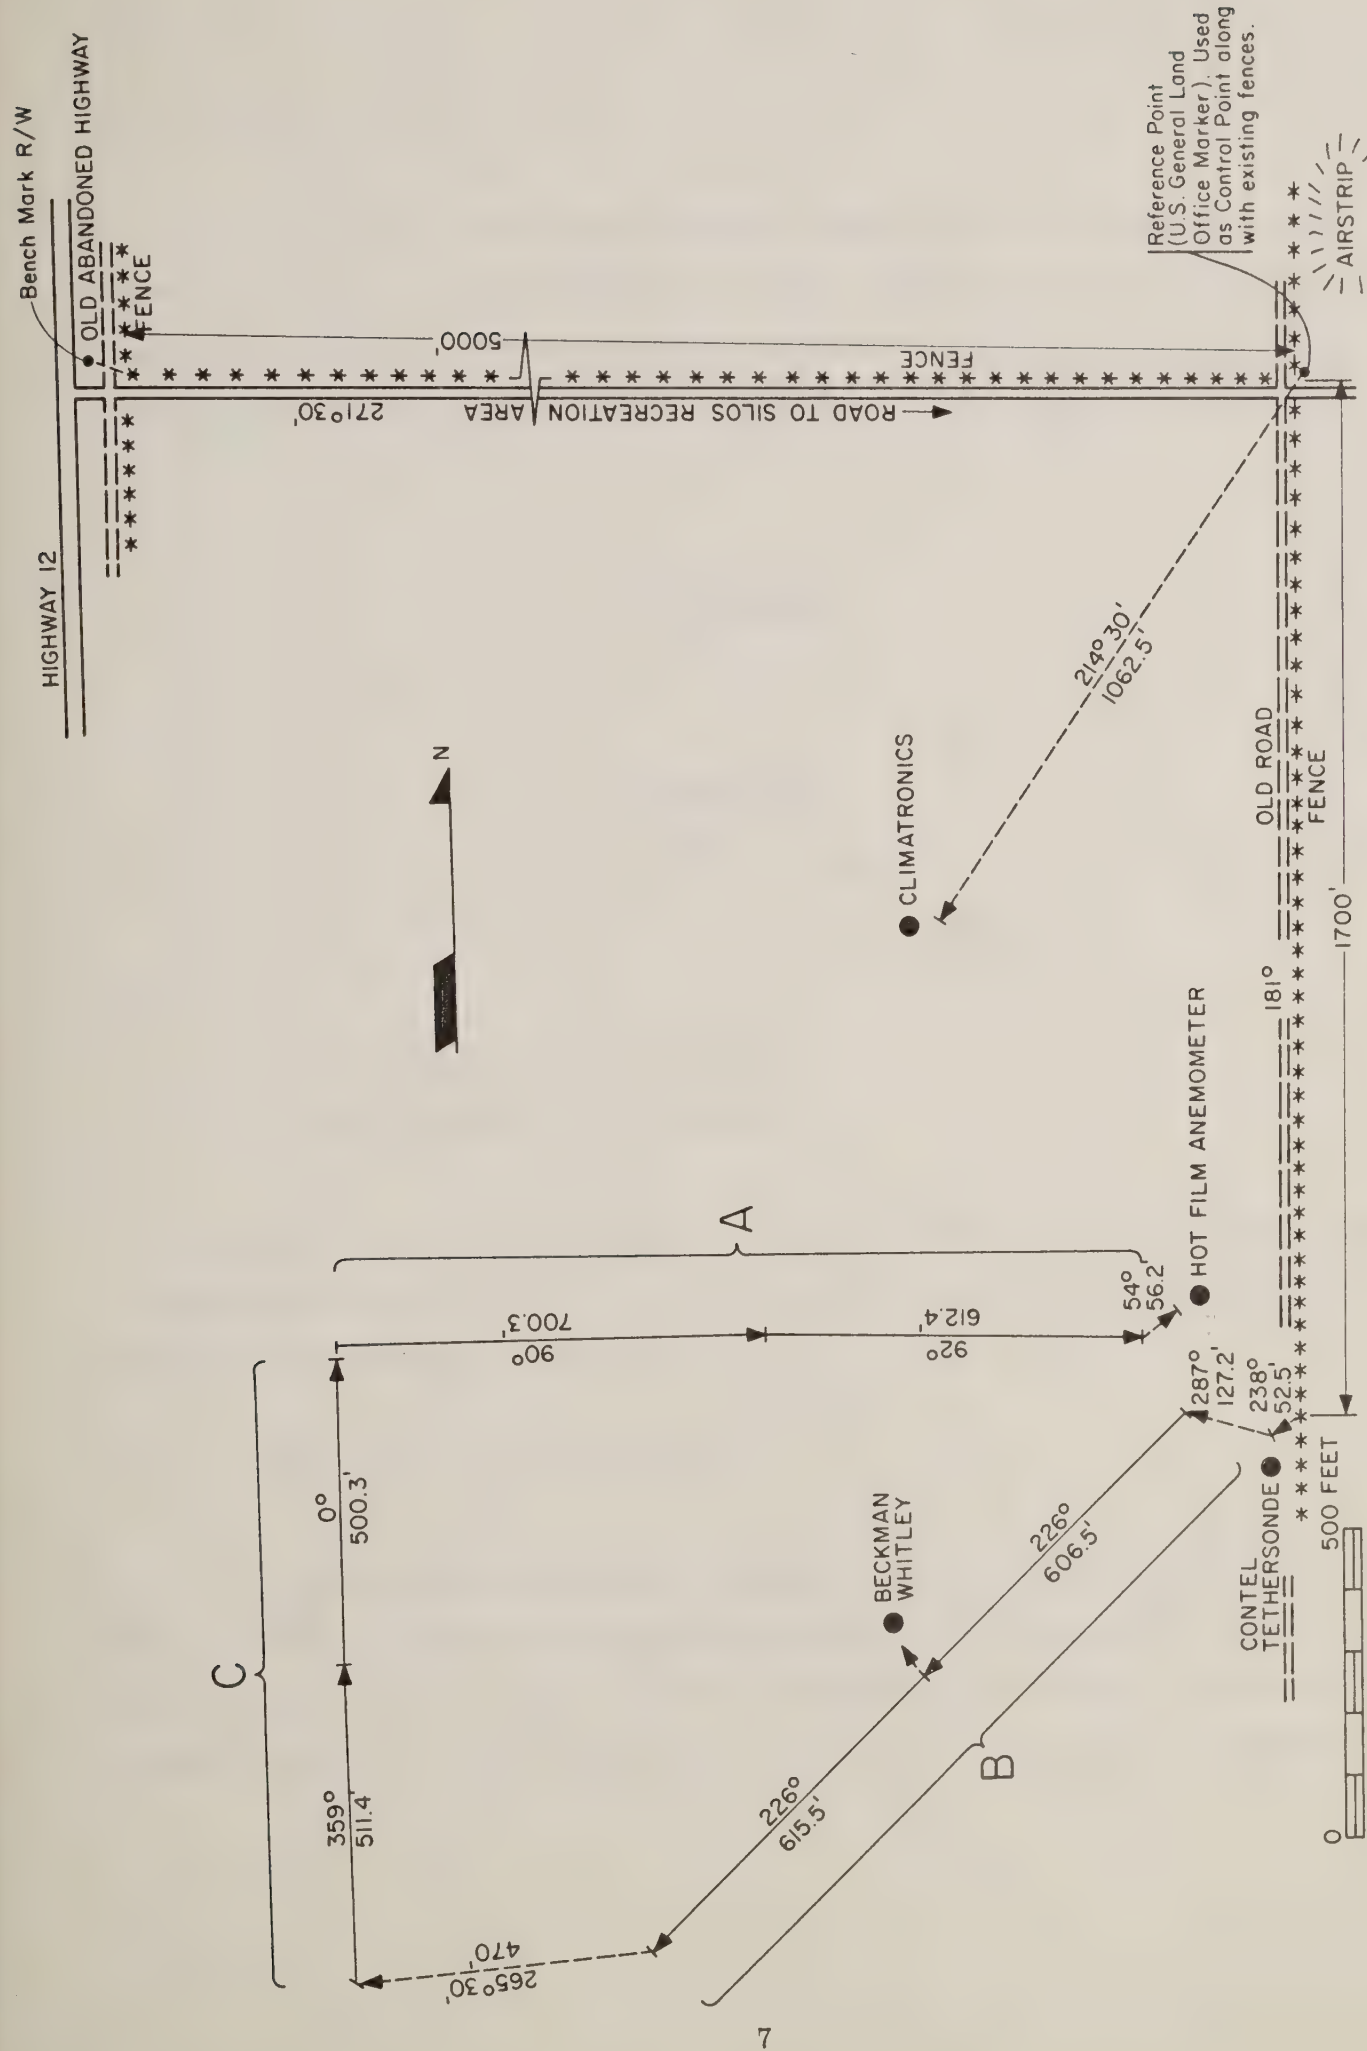 Bench Mark R/W
OLD ABANDONED HIGHWAY
HIGHWAY 12
FENCE
5000'
FENCE
271°30'
ROAD TO SILOS RECREATION AREA
Reference Point
(U.S. General Land
Office Marker). Used
as Control Point along
with existing fences.
AIRSTRIP
N
214° 30'
1062.5'
CLIMATRONICS
OLD ROAD
FENCE
1700'
181°
HOT FILM ANEMOMETER
A
700.3'
90°
612.4'
92°
54°
56.2'
287°
127.2'
238°
52.5'
C
0°
500.3'
359°
511.4'
BECKMAN
WHITLEY
226°
606.5'
226°
615.5'
B
470'
265°30'
CONTEL
TETHERSONDE
0
500 FEET
7